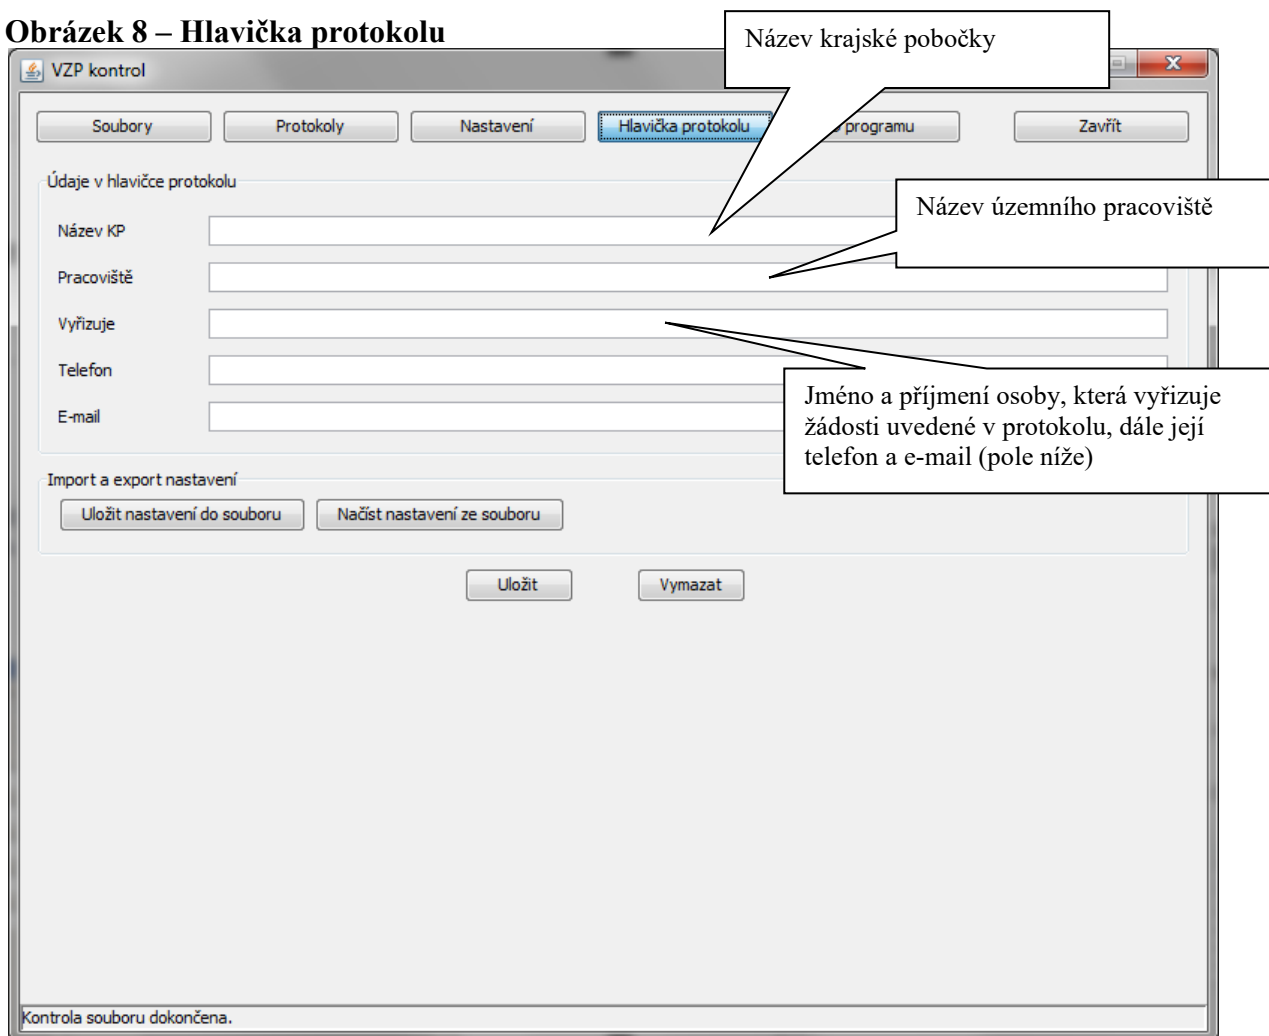 Obrázek 8 – Hlavička protokolu
Název krajské pobočky
VZP kontrol
Soubory
Protokoly
Nastavení
Hlavička protokolu
programu
Zavřít
Údaje v hlavičce protokolu
Název územního pracoviště
Název KP
Pracoviště
Vyřizuje
Telefon
Jméno a příjmení osoby, která vyřizuje
žádosti uvedené v protokolu, dále její
telefon a e-mail (pole níže)
E-mail
Import a export nastavení
Uložit nastavení do souboru
Načíst nastavení ze souboru
Uložit
Vymazat
Kontrola souboru dokončena.